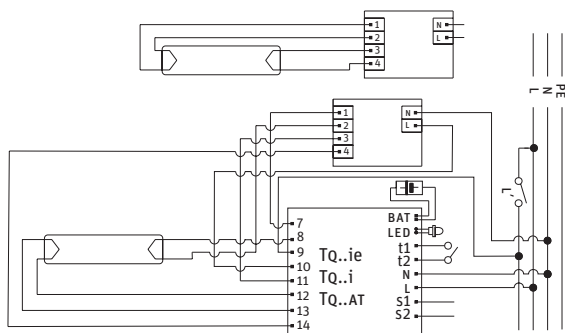 1
2
3
4
N
L
L
N
PE
1
2
3
4
N
L
L'
7
8
9
10
11
12
13
14
TQ..ie
TQ..i
TQ..AT
BAT
LED
t1
t2
N
L
S1
S2